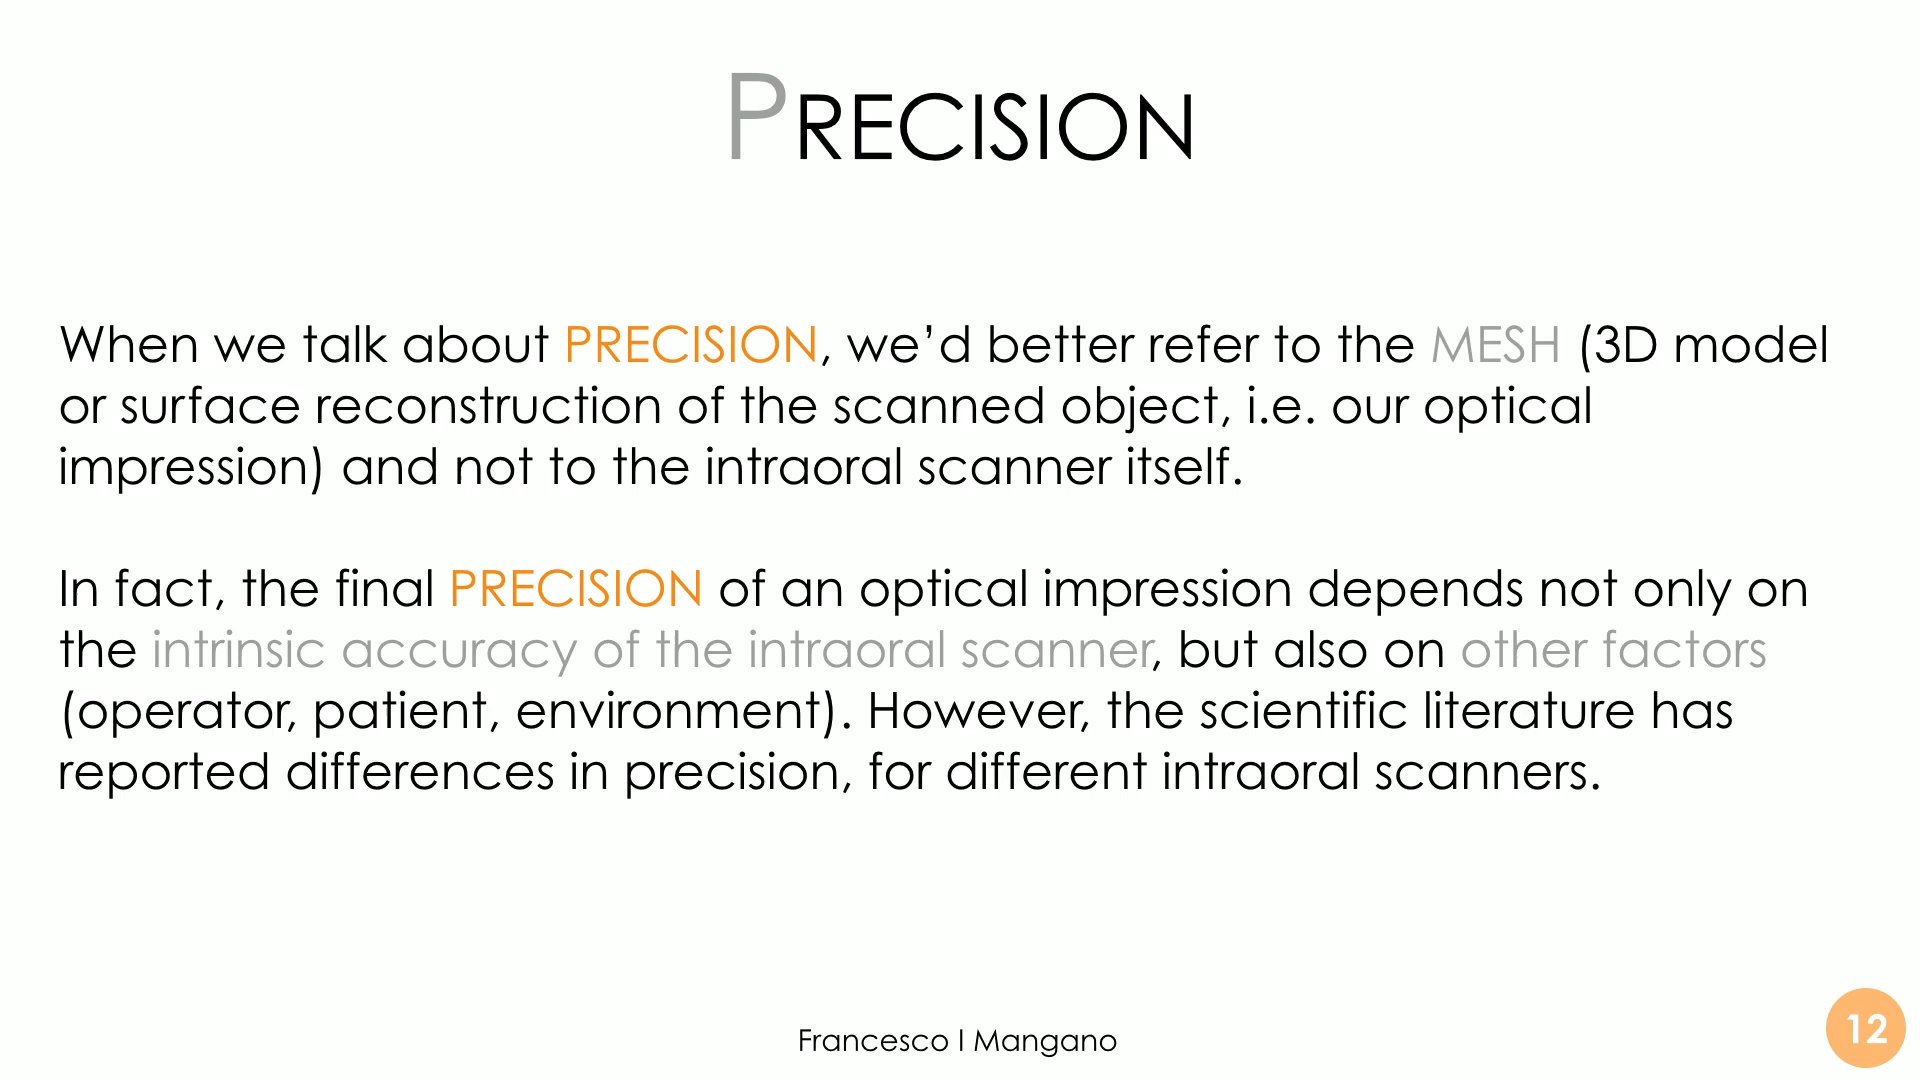 PRECISION
When we talk about PRECISION, we’d better refer to the MESH (3D model
or surface reconstruction of the scanned object, i.e. our optical
impression) and not to the intraoral scanner itself.
In fact, the final PRECISION of an optical impression depends not only on
the intrinsic accuracy of the intraoral scanner, but also on other factors
(operator, patient, environment). However, the scientific literature has
reported differences in precision, for different intraoral scanners.
Francesco I Mangano
12